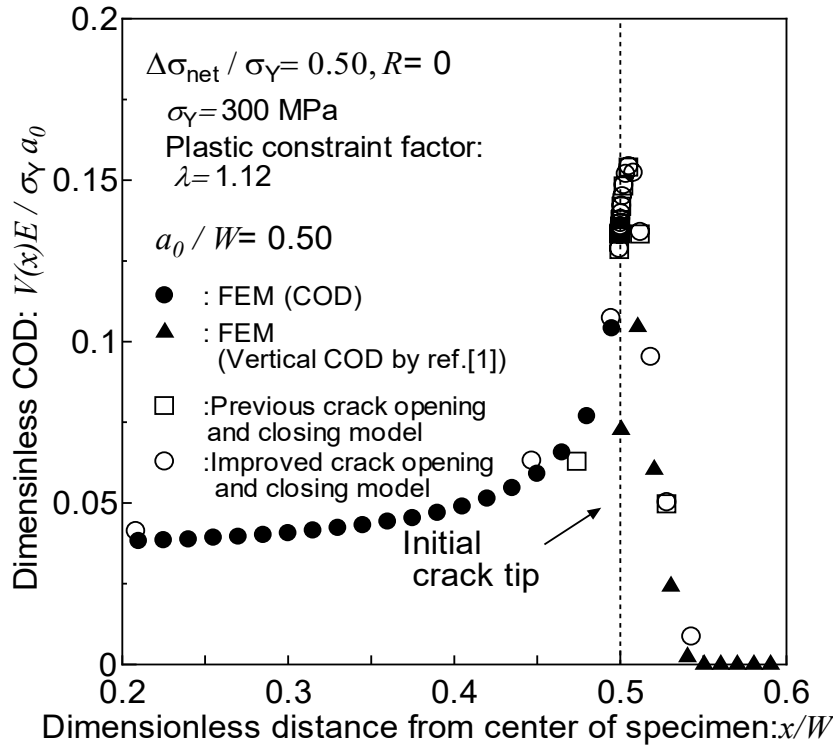 0.2
0.15
0.1
0.05
0
Dimensinless COD: V(x)E / σY a0
Δσnet / σY= 0.50, R= 0
σY=300 MPa
Plastic constraint factor:
λ=1.12
a0 / W= 0.50
: FEM (COD)
: FEM
(Vertical COD by ref.[1])
:Previous crack opening
and closing model
:Improved crack opening
and closing model
Initial
crack tip
0.2 0.3 0.4 0.5 0.6
Dimensionless distance from center of specimen:x/W